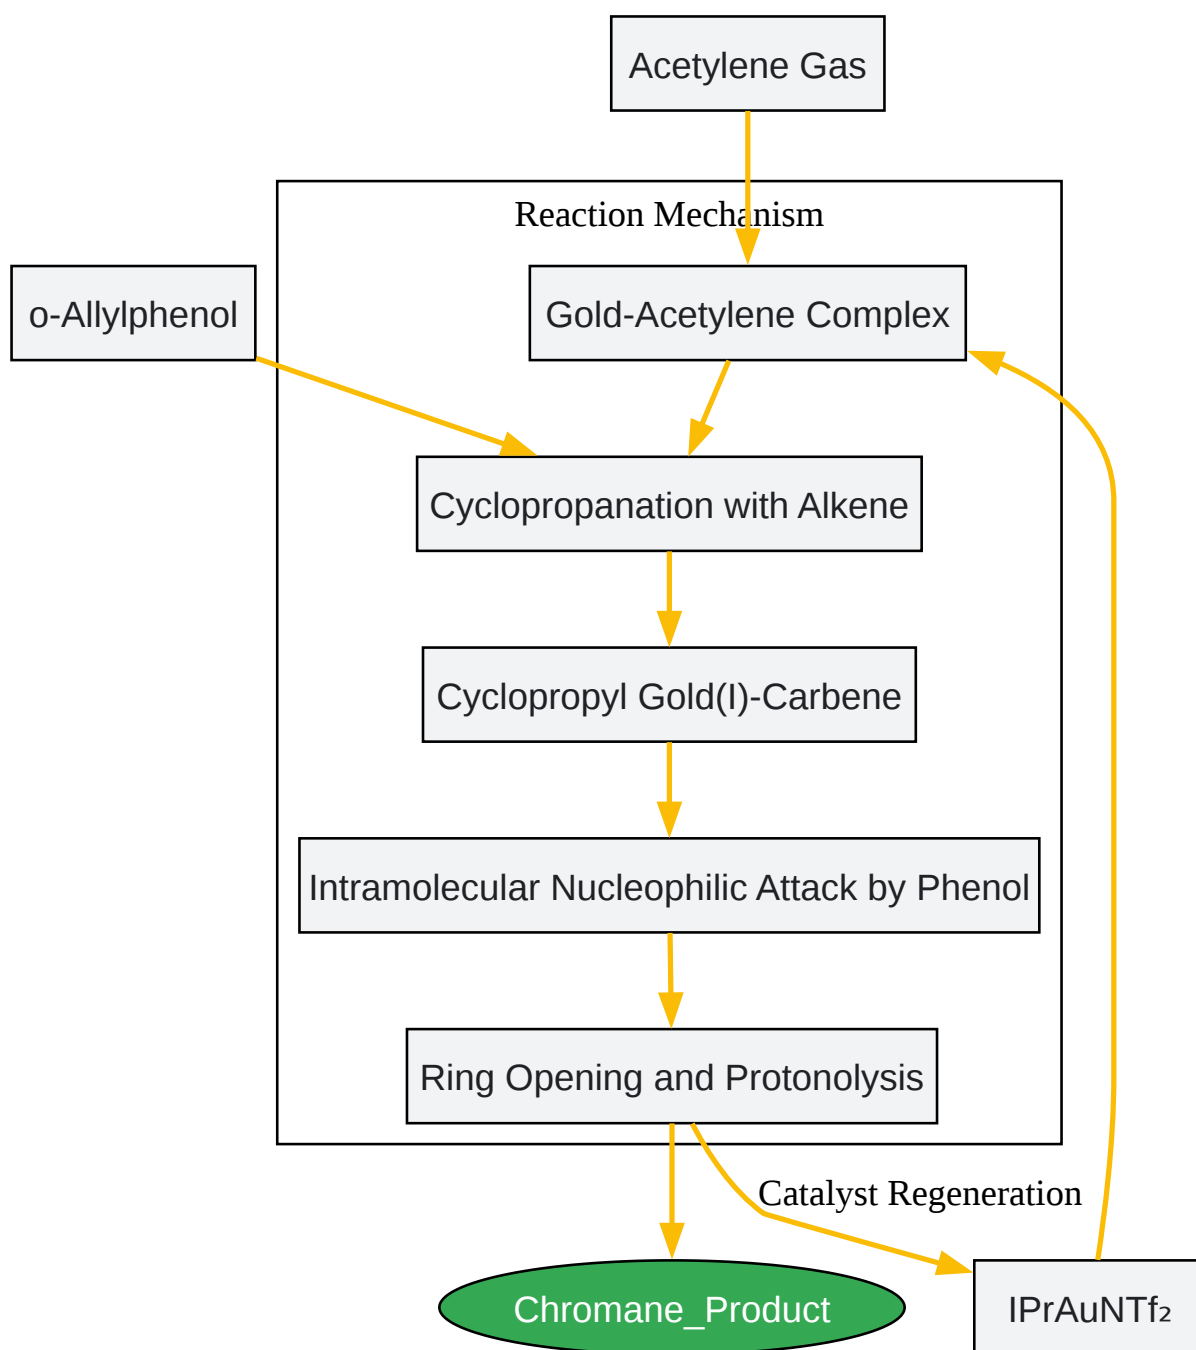 Acetylene Gas
Reaction Mechanism
o-Allylphenol
Gold-Acetylene Complex
Cyclopropanation with Alkene
Cyclopropyl Gold(I)-Carbene
Intramolecular Nucleophilic Attack by Phenol
Ring Opening and Protonolysis
Catalyst Regeneration
Chromane_Product
IPrAuNTf₂